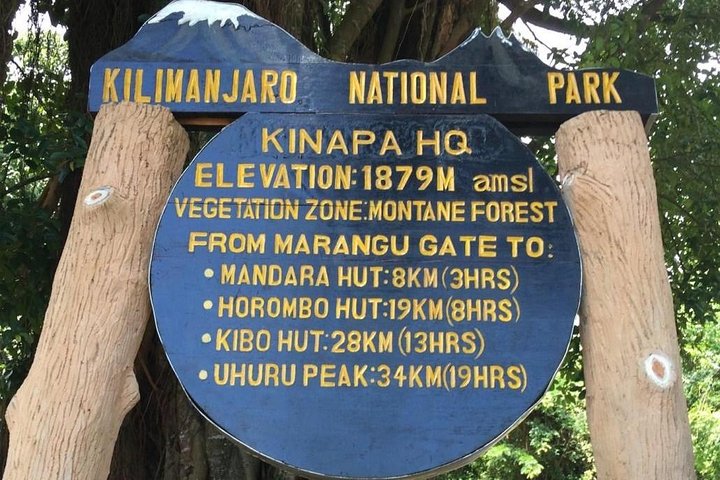 KILIMANJARO NATIONAL PARK
KINAPA HQ
ELEVATION:1879M amsl
VEGETATION ZONE:MONTANE FOREST
FROM MARANGU GATE TO:
• MANDARA HUT:8KM(3HRS)
• HOROMBO HUT:19KM(8HRS)
• KIBO HUT:28KM(13HRS)
• UHURU PEAK:34KM(19HRS)